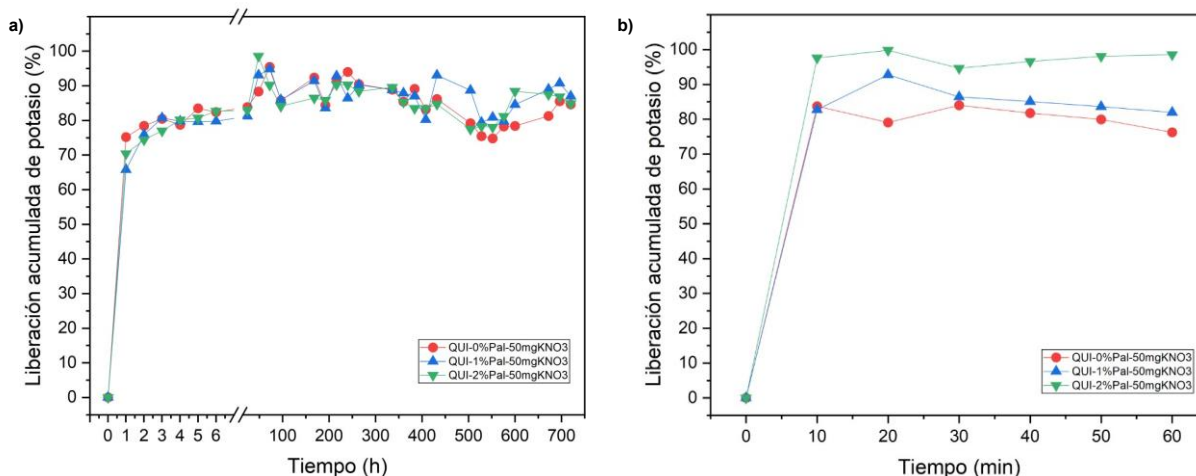 a)
Liberación acumulada de potasio (%)
100
90
80
70
60
50
40
30
20
10
0
QUI-0%Pal-50mgKNO3
QUI-1%Pal-50mgKNO3
QUI-2%Pal-50mgKNO3
0 1 2 3 4 5 6 100 200 300 400 500 600 700
Tiempo (h)
b)
Liberación acumulada de potasio (%)
100
90
80
70
60
50
40
30
20
10
0
QUI-0%Pal-50mgKNO3
QUI-1%Pal-50mgKNO3
QUI-2%Pal-50mgKNO3
0 10 20 30 40 50 60
Tiempo (min)